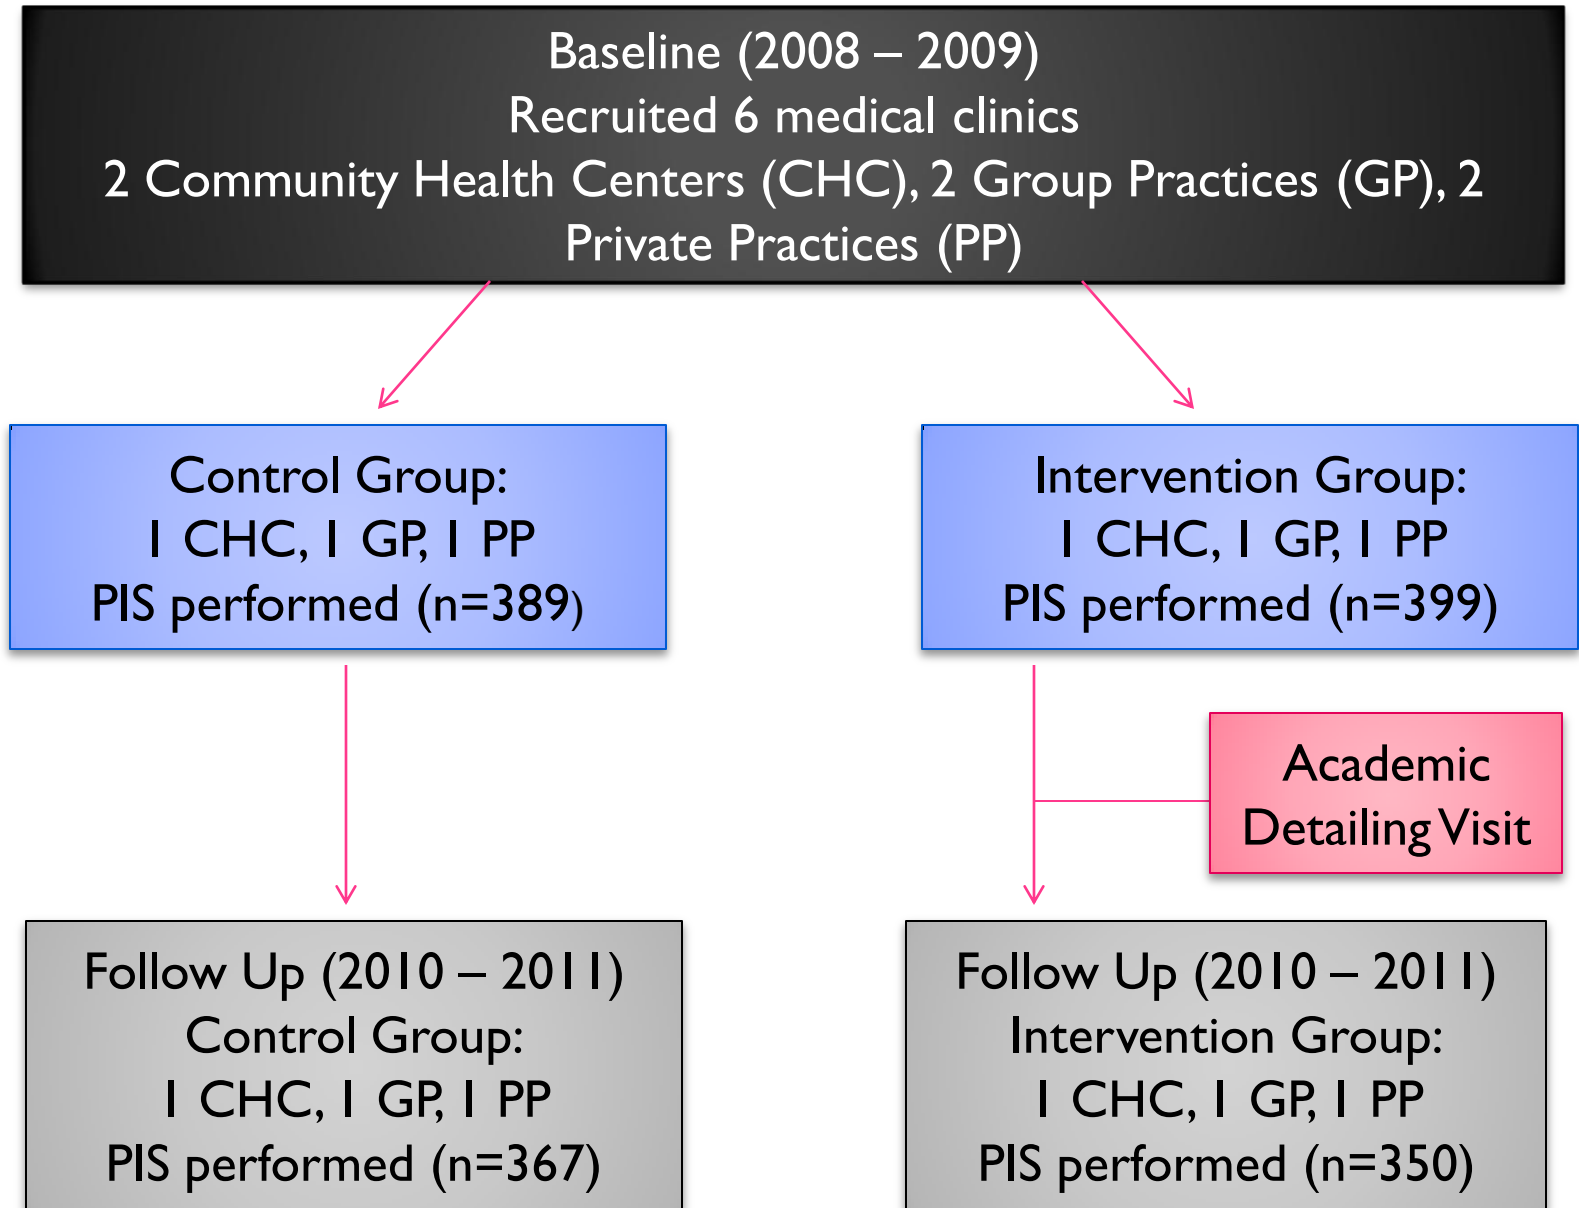 Baseline (2008 – 2009)
Recruited 6 medical clinics
2 Community Health Centers (CHC), 2 Group Practices (GP), 2
Private Practices (PP)
Control Group:
1 CHC, 1 GP, 1 PP
PIS performed (n=389)
Intervention Group:
1 CHC, 1 GP, 1 PP
PIS performed (n=399)
Academic
Detailing Visit
Follow Up (2010 – 2011)
Control Group:
1 CHC, 1 GP, 1 PP
PIS performed (n=367)
Follow Up (2010 – 2011)
Intervention Group:
1 CHC, 1 GP, 1 PP
PIS performed (n=350)